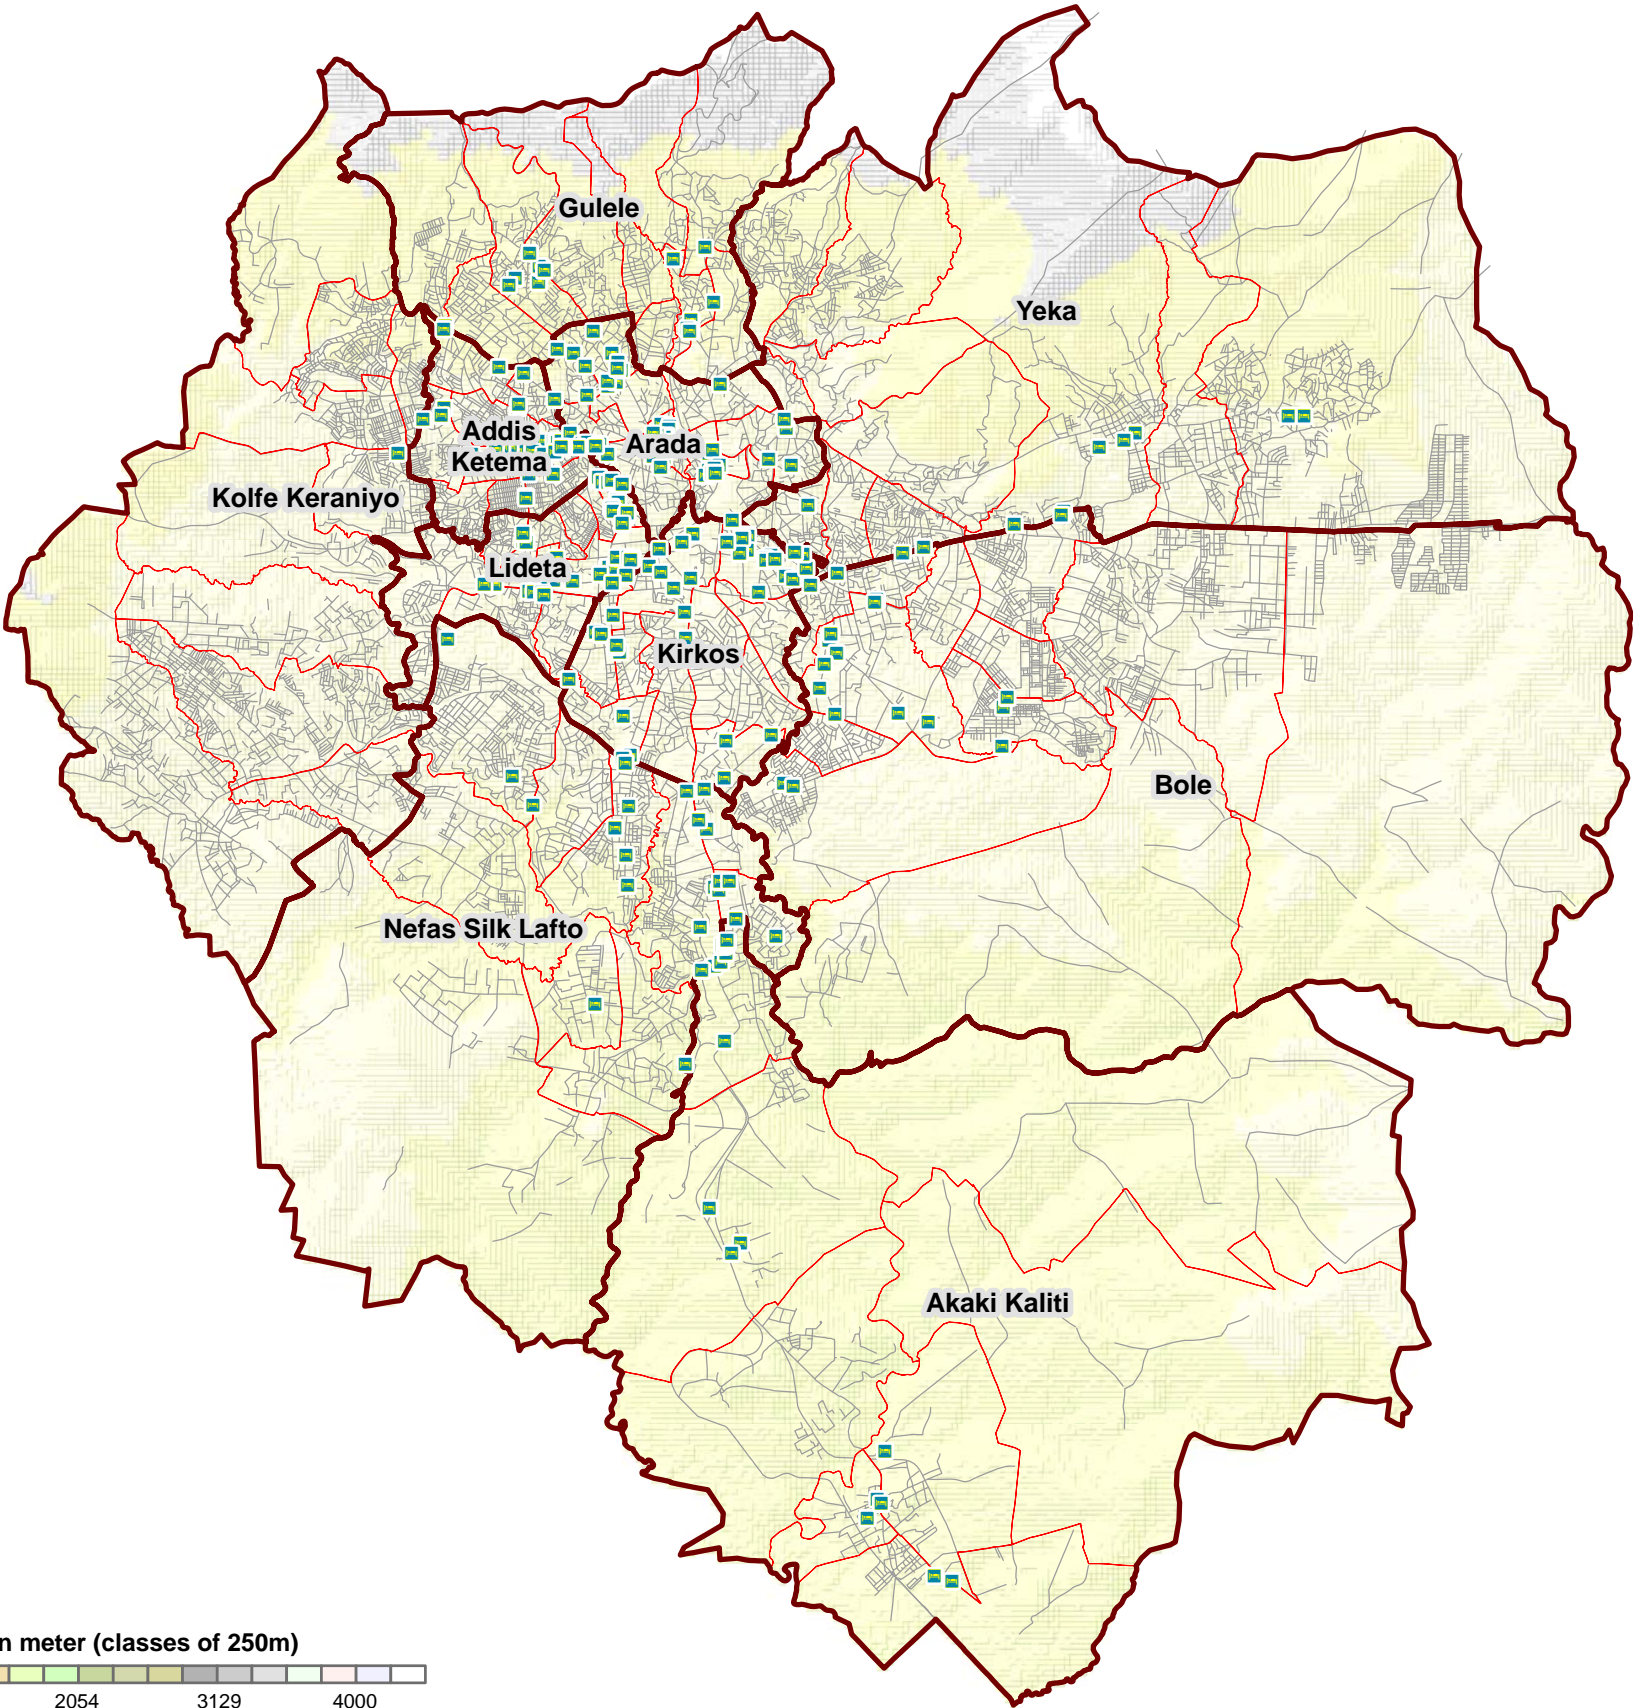 Gulele
Yeka
Addis
Ketema
Arada
Kolfe Keraniyo
Lideta
Kirkos
Bole
Nefas Silk Lafto
Akaki Kaliti
n meter (classes of 250m)
2054 3129 4000